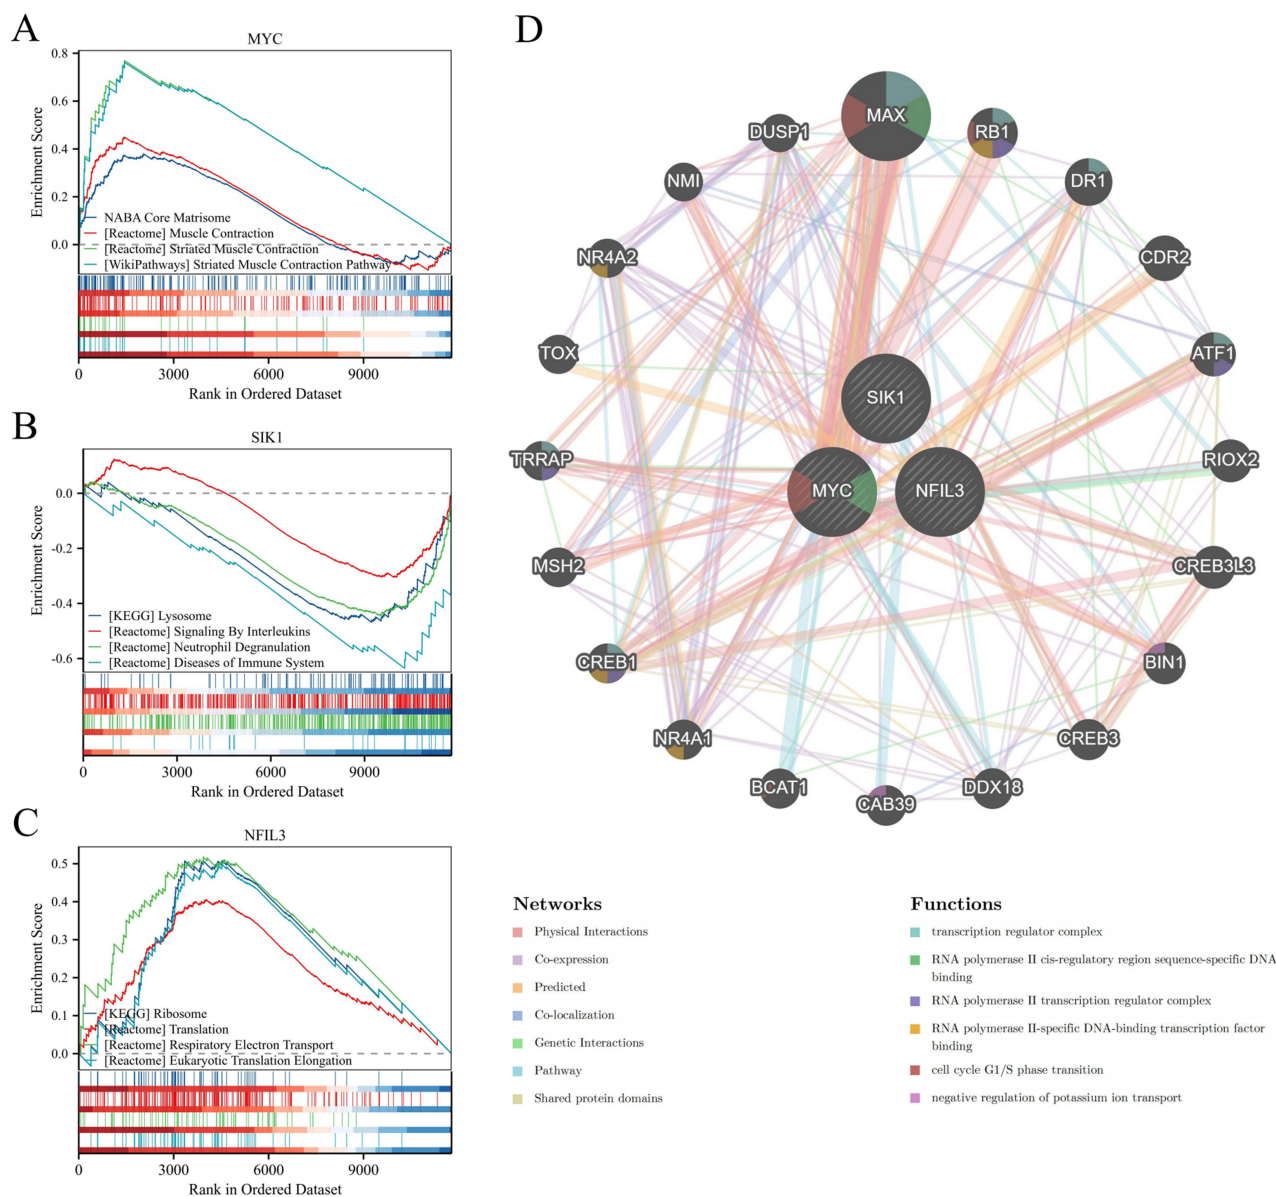 A
MYC
Enrichment Score
0.8
0.6
0.4
0.2
0.0
NABA Core Matrisome
[Reactome] Muscle Contraction
[Reactome] Striated Muscle Contraction
[WikiPathways] Striated Muscle Contraction Pathway
0
3000
6000
9000
Rank in Ordered Dataset
B
SIK1
Enrichment Score
0.0
-0.2
-0.4
-0.6
[KEGG] Lysosome
[Reactome] Signaling By Interleukins
[Reactome] Neutrophil Degranulation
[Reactome] Diseases of Immune System
0
3000
6000
9000
Rank in Ordered Dataset
C
NFIL3
Enrichment Score
0.5
0.4
0.3
0.2
0.1
0.0
[KEGG] Ribosome
[Reactome] Translation
[Reactome] Respiratory Electron Transport
[Reactome] Eukaryotic Translation Elongation
0
3000
6000
9000
Rank in Ordered Dataset
D
MAX
DUSP1
RB1
NMI
DR1
NR4A2
CDR2
TOX
ATF1
SIK1
TRRAP
RIOX2
MYC
NFIL3
MSH2
CREB3L3
CREB1
BIN1
NR4A1
CREB3
BCAT1
CAB39
DDX18
Networks
Physical Interactions
Co-expression
Predicted
Co-localization
Genetic Interactions
Pathway
Shared protein domains
Functions
transcription regulator complex
RNA polymerase II cis-regulatory region sequence-specific DNA
binding
RNA polymerase II transcription regulator complex
RNA polymerase II-specific DNA-binding transcription factor
binding
cell cycle G1/S phase transition
negative regulation of potassium ion transport